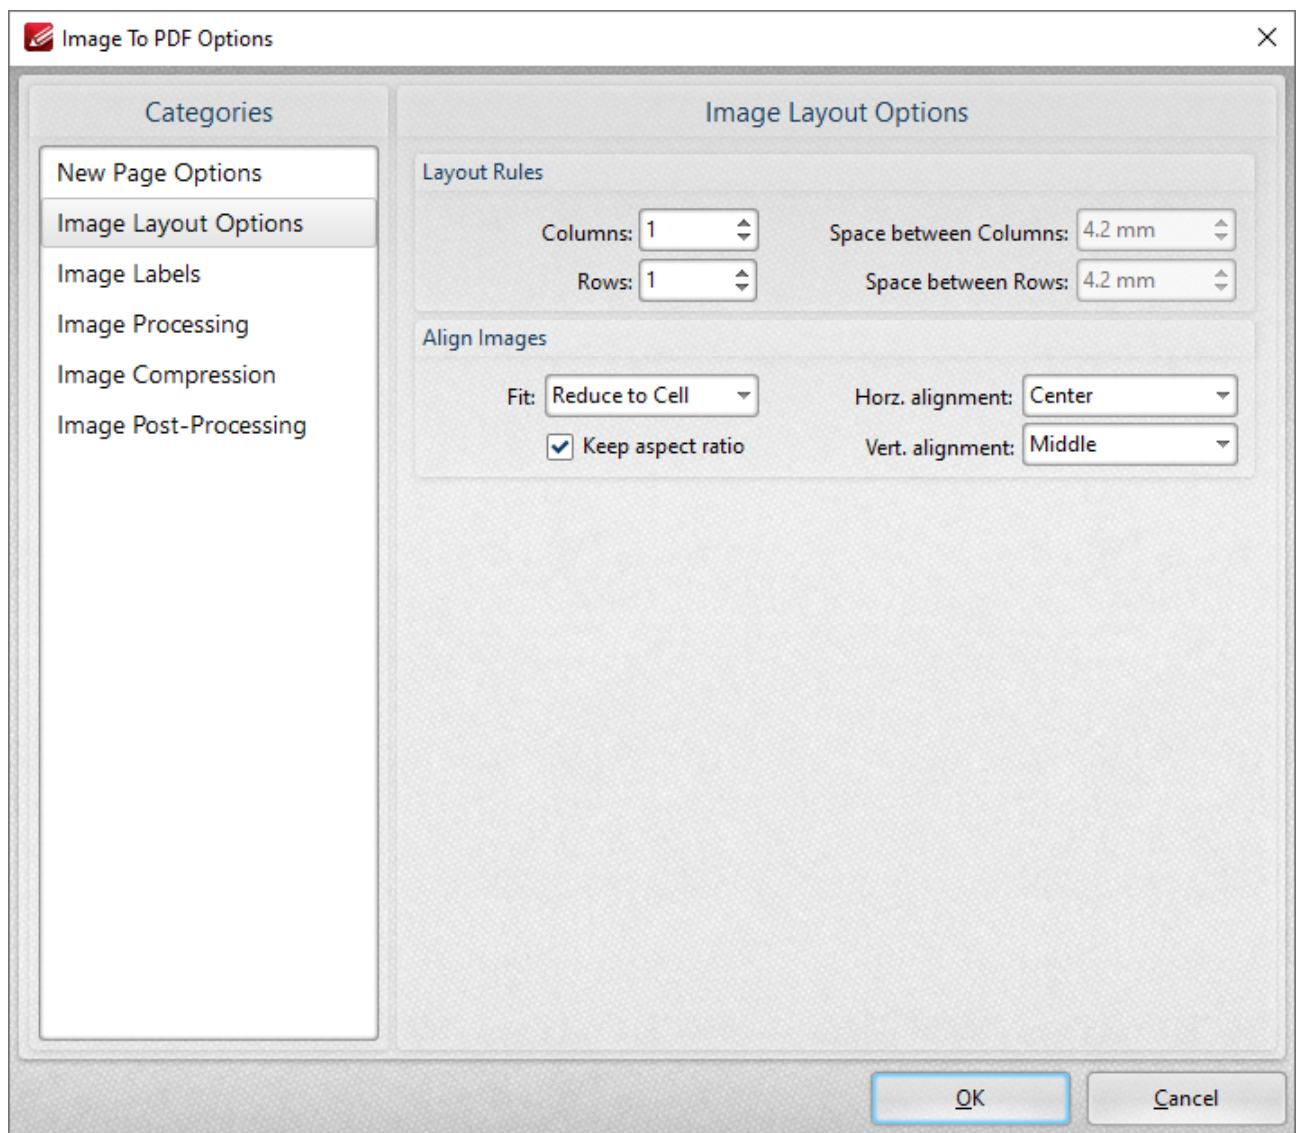 Image To PDF Options
Categories
New Page Options
Image Layout Options
Image Labels
Image Processing
Image Compression
Image Post-Processing
Image Layout Options
Layout Rules
Columns: 1 Space between Columns: 4.2 mm
Rows: 1 Space between Rows: 4.2 mm
Align Images
Fit: Reduce to Cell Horz. alignment: Center
Keep aspect ratio Vert. alignment: Middle
OK Cancel